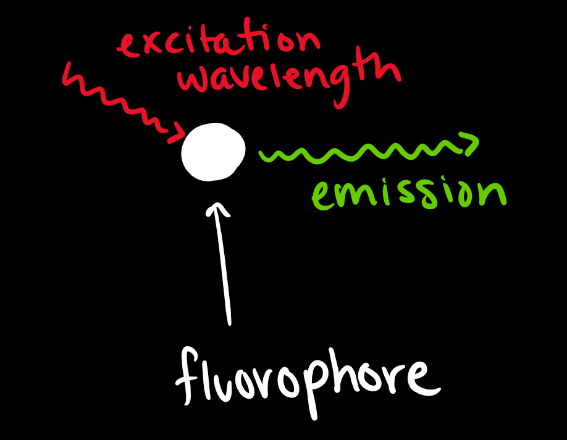 excitation
wavelength
emission
fluorophore